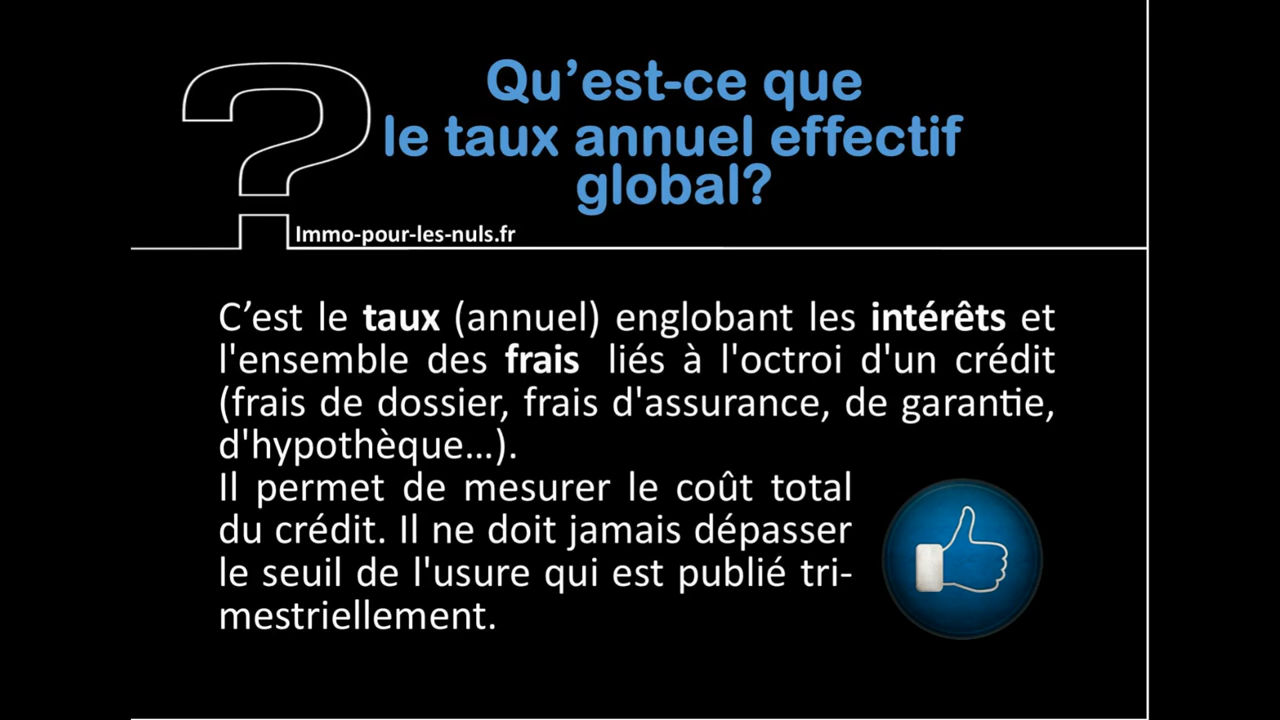 Qu’est-ce que
le taux annuel effectif
global?
Immo-pour-les-nuls.fr
C’est le taux (annuel) englobant les intérêts et
l'ensemble des frais liés à l'octroi d'un crédit
(frais de dossier, frais d'assurance, de garantie,
d'hypothèque...).
Il permet de mesurer le coût total
du crédit. Il ne doit jamais dépasser
le seuil de l'usure qui est publié tri-
mestriellement.